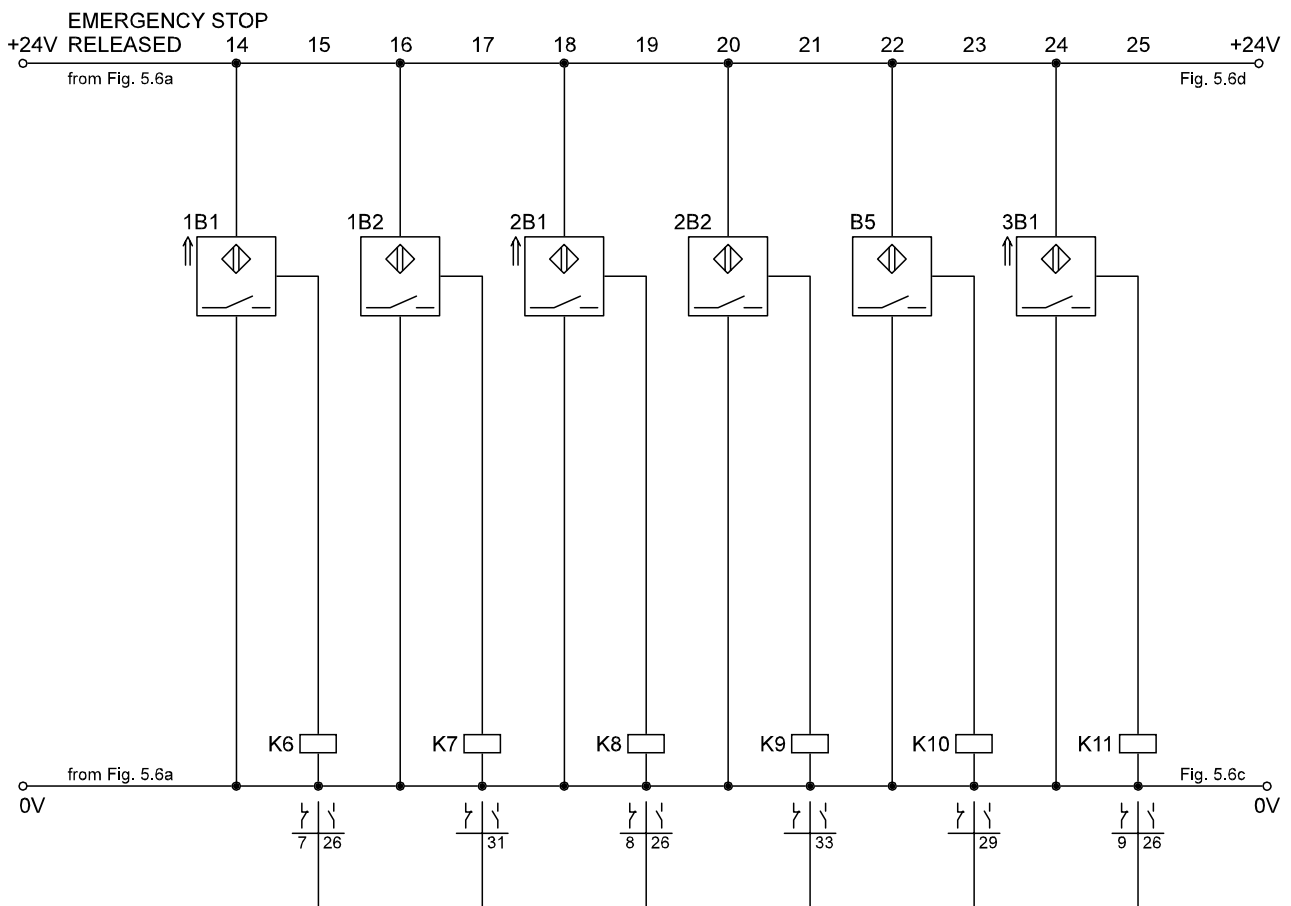 EMERGENCY STOP
+24V RELEASED 14 15 16 17 18 19 20 21 22 23 24 25 +24V
from Fig. 5.6a Fig. 5.6d
1B1 1B2 2B1 2B2 B5 3B1
K6 K7 K8 K9 K10 K11
from Fig. 5.6a Fig. 5.6c
0V 0V
7 26 31 8 26 33 29 9 26